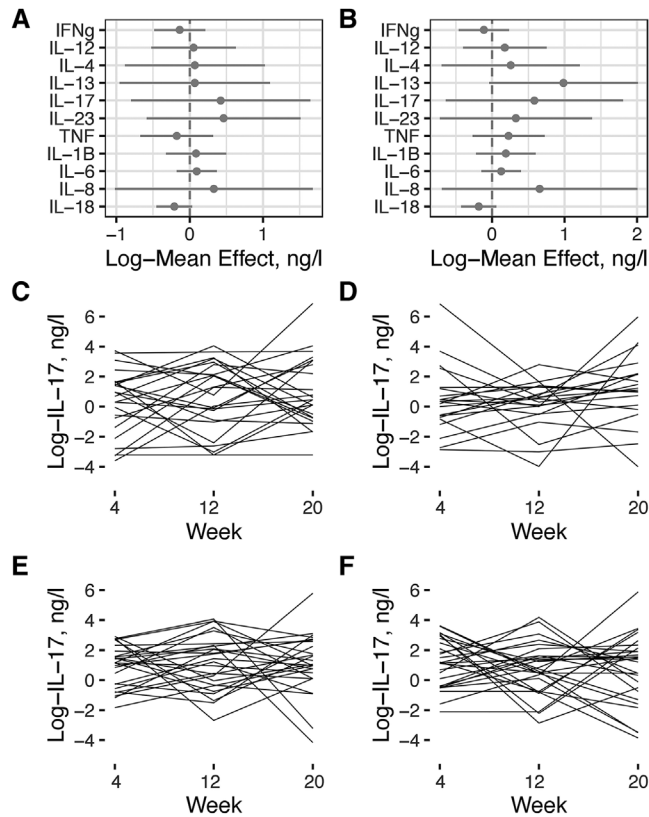 A
IFNg
IL−12
IL−4
IL−13
IL−17
IL−23
TNF
IL−1B
IL−6
IL−8
IL−18
−1 0 1
Log−Mean Effect, ng/l
B
IFNg
IL−12
IL−4
IL−13
IL−17
IL−23
TNF
IL−1B
IL−6
IL−8
IL−18
0 1 2
Log−Mean Effect, ng/l
C
Log−IL−17, ng/l
6
4
2
0
−2
−4
4 12 20
Week
D
Log−IL−17, ng/l
6
4
2
0
−2
−4
4 12 20
Week
E
Log−IL−17, ng/l
6
4
2
0
−2
−4
4 12 20
Week
F
Log−IL−17, ng/l
6
4
2
0
−2
−4
4 12 20
Week